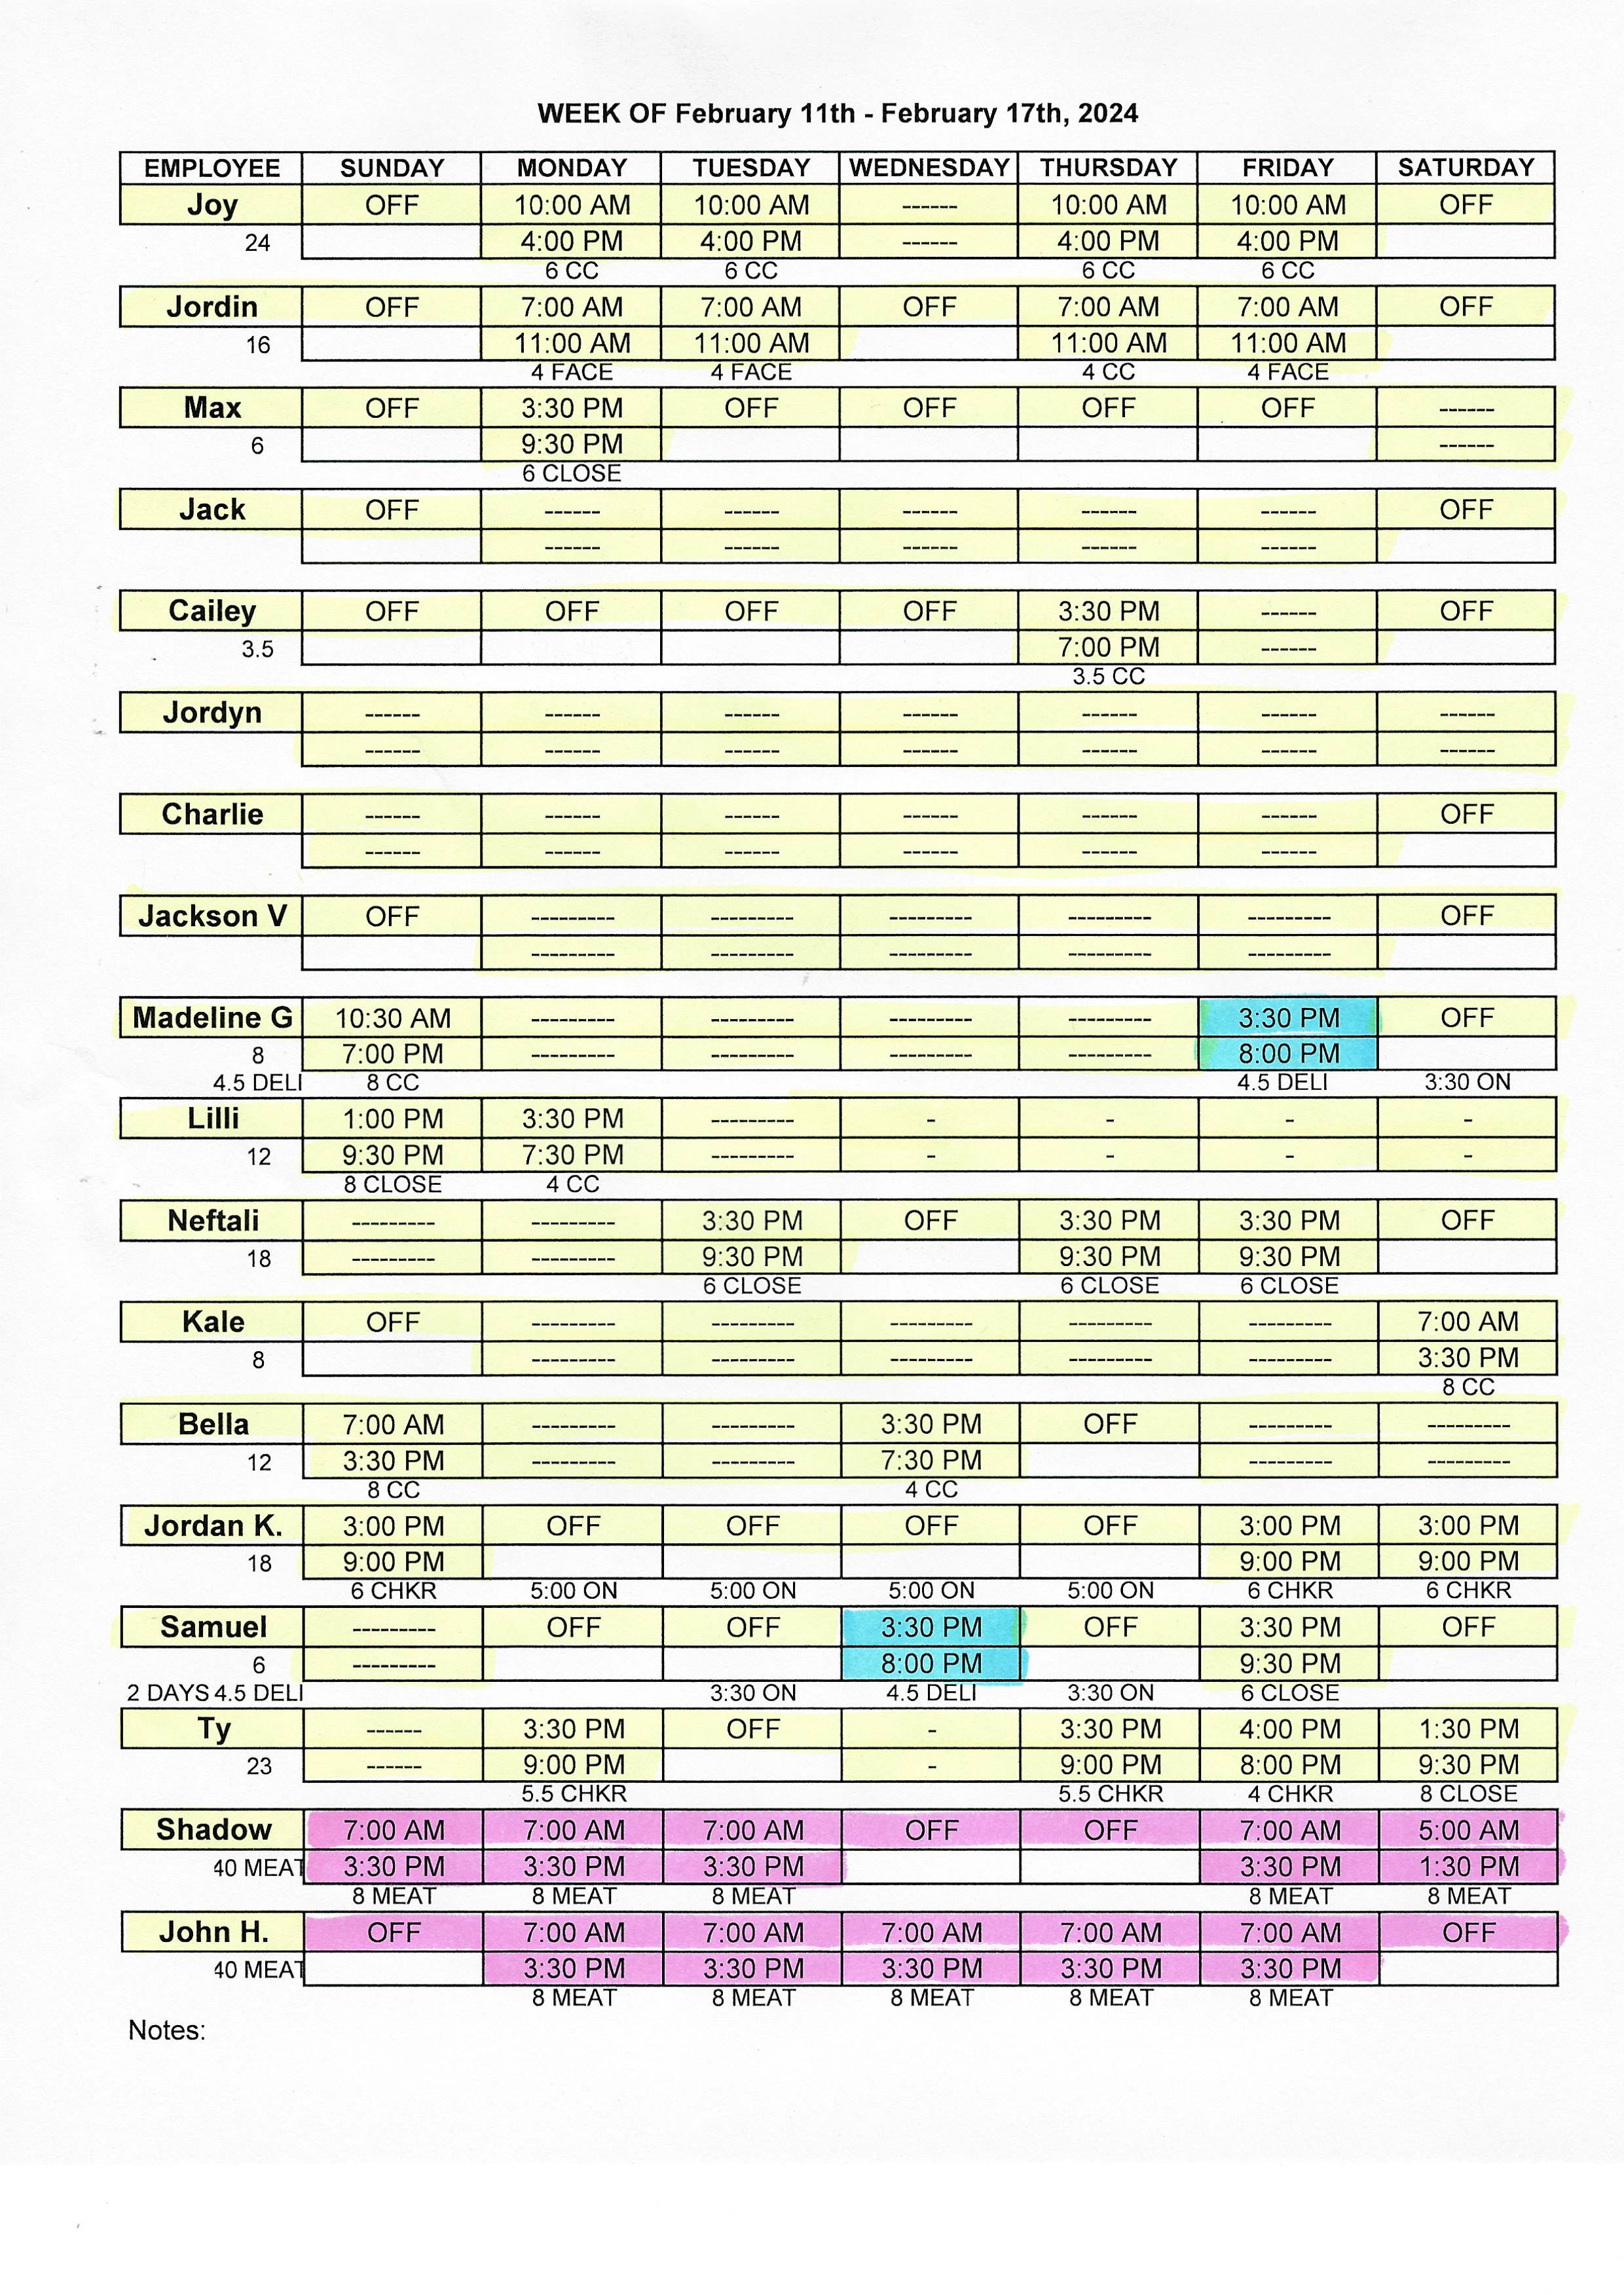 WEEK OF February 11th - February 17th, 2024
EMPLOYEE SUNDAY MONDAY TUESDAY WEDNESDAY THURSDAY FRIDAY SATURDAY
Joy OFF 10:00 AM 10:00 AM ------ 10:00 AM 10:00 AM OFF
24 4:00 PM 4:00 PM ------ 4:00 PM 4:00 PM
6 CC 6 CC 6 CC 6 CC
Jordin OFF 7:00 AM 7:00 AM OFF 7:00 AM 7:00 AM OFF
16 11:00 AM 11:00 AM 11:00 AM 11:00 AM
4 FACE 4 FACE 4 CC 4 FACE
Max OFF 3:30 PM OFF OFF OFF OFF ------
6 9:30 PM ------
6 CLOSE
Jack OFF ------ ------ ------ ------ ------ OFF
------ ------ ------ ------ ------
Cailey OFF OFF OFF OFF 3:30 PM ------ OFF
3.5 7:00 PM ------
3.5 CC
Jordyn ------ ------ ------ ------ ------ ------ ------
------ ------ ------ ------ ------ ------ ------
Charlie ------ ------ ------ ------ ------ ------ OFF
------ ------ ------ ------ ------ ------
Jackson V OFF --------- --------- --------- --------- --------- OFF
--------- --------- --------- --------- ---------
Madeline G 10:30 AM --------- --------- --------- --------- 3:30 PM OFF
8 7:00 PM --------- --------- --------- --------- 8:00 PM
4.5 DELI 8 CC 4.5 DELI 3:30 ON
Lilli 1:00 PM 3:30 PM --------- - - - -
12 9:30 PM 7:30 PM --------- - - - -
8 CLOSE 4 CC
Neftali --------- --------- 3:30 PM OFF 3:30 PM 3:30 PM OFF
18 --------- --------- 9:30 PM 9:30 PM 9:30 PM
6 CLOSE 6 CLOSE 6 CLOSE
Kale OFF --------- --------- --------- --------- --------- 7:00 AM
8 --------- --------- --------- --------- --------- 3:30 PM
8 CC
Bella 7:00 AM --------- --------- 3:30 PM OFF --------- ---------
12 3:30 PM --------- --------- 7:30 PM --------- ---------
8 CC 4 CC
Jordan K. 3:00 PM OFF OFF OFF OFF 3:00 PM 3:00 PM
18 9:00 PM 9:00 PM 9:00 PM
6 CHKR 5:00 ON 5:00 ON 5:00 ON 5:00 ON 6 CHKR 6 CHKR
Samuel --------- OFF OFF 3:30 PM OFF 3:30 PM OFF
6 --------- 8:00 PM 9:30 PM
2 DAYS 4.5 DELI 3:30 ON 4.5 DELI 3:30 ON 6 CLOSE
Ty ------ 3:30 PM OFF - 3:30 PM 4:00 PM 1:30 PM
23 ------ 9:00 PM - 9:00 PM 8:00 PM 9:30 PM
5.5 CHKR 5.5 CHKR 4 CHKR 8 CLOSE
Shadow 7:00 AM 7:00 AM 7:00 AM OFF OFF 7:00 AM 5:00 AM
40 MEAT 3:30 PM 3:30 PM 3:30 PM 3:30 PM 1:30 PM
8 MEAT 8 MEAT 8 MEAT 8 MEAT 8 MEAT
John H. OFF 7:00 AM 7:00 AM 7:00 AM 7:00 AM 7:00 AM OFF
40 MEAT 3:30 PM 3:30 PM 3:30 PM 3:30 PM 3:30 PM
8 MEAT 8 MEAT 8 MEAT 8 MEAT 8 MEAT
Notes: